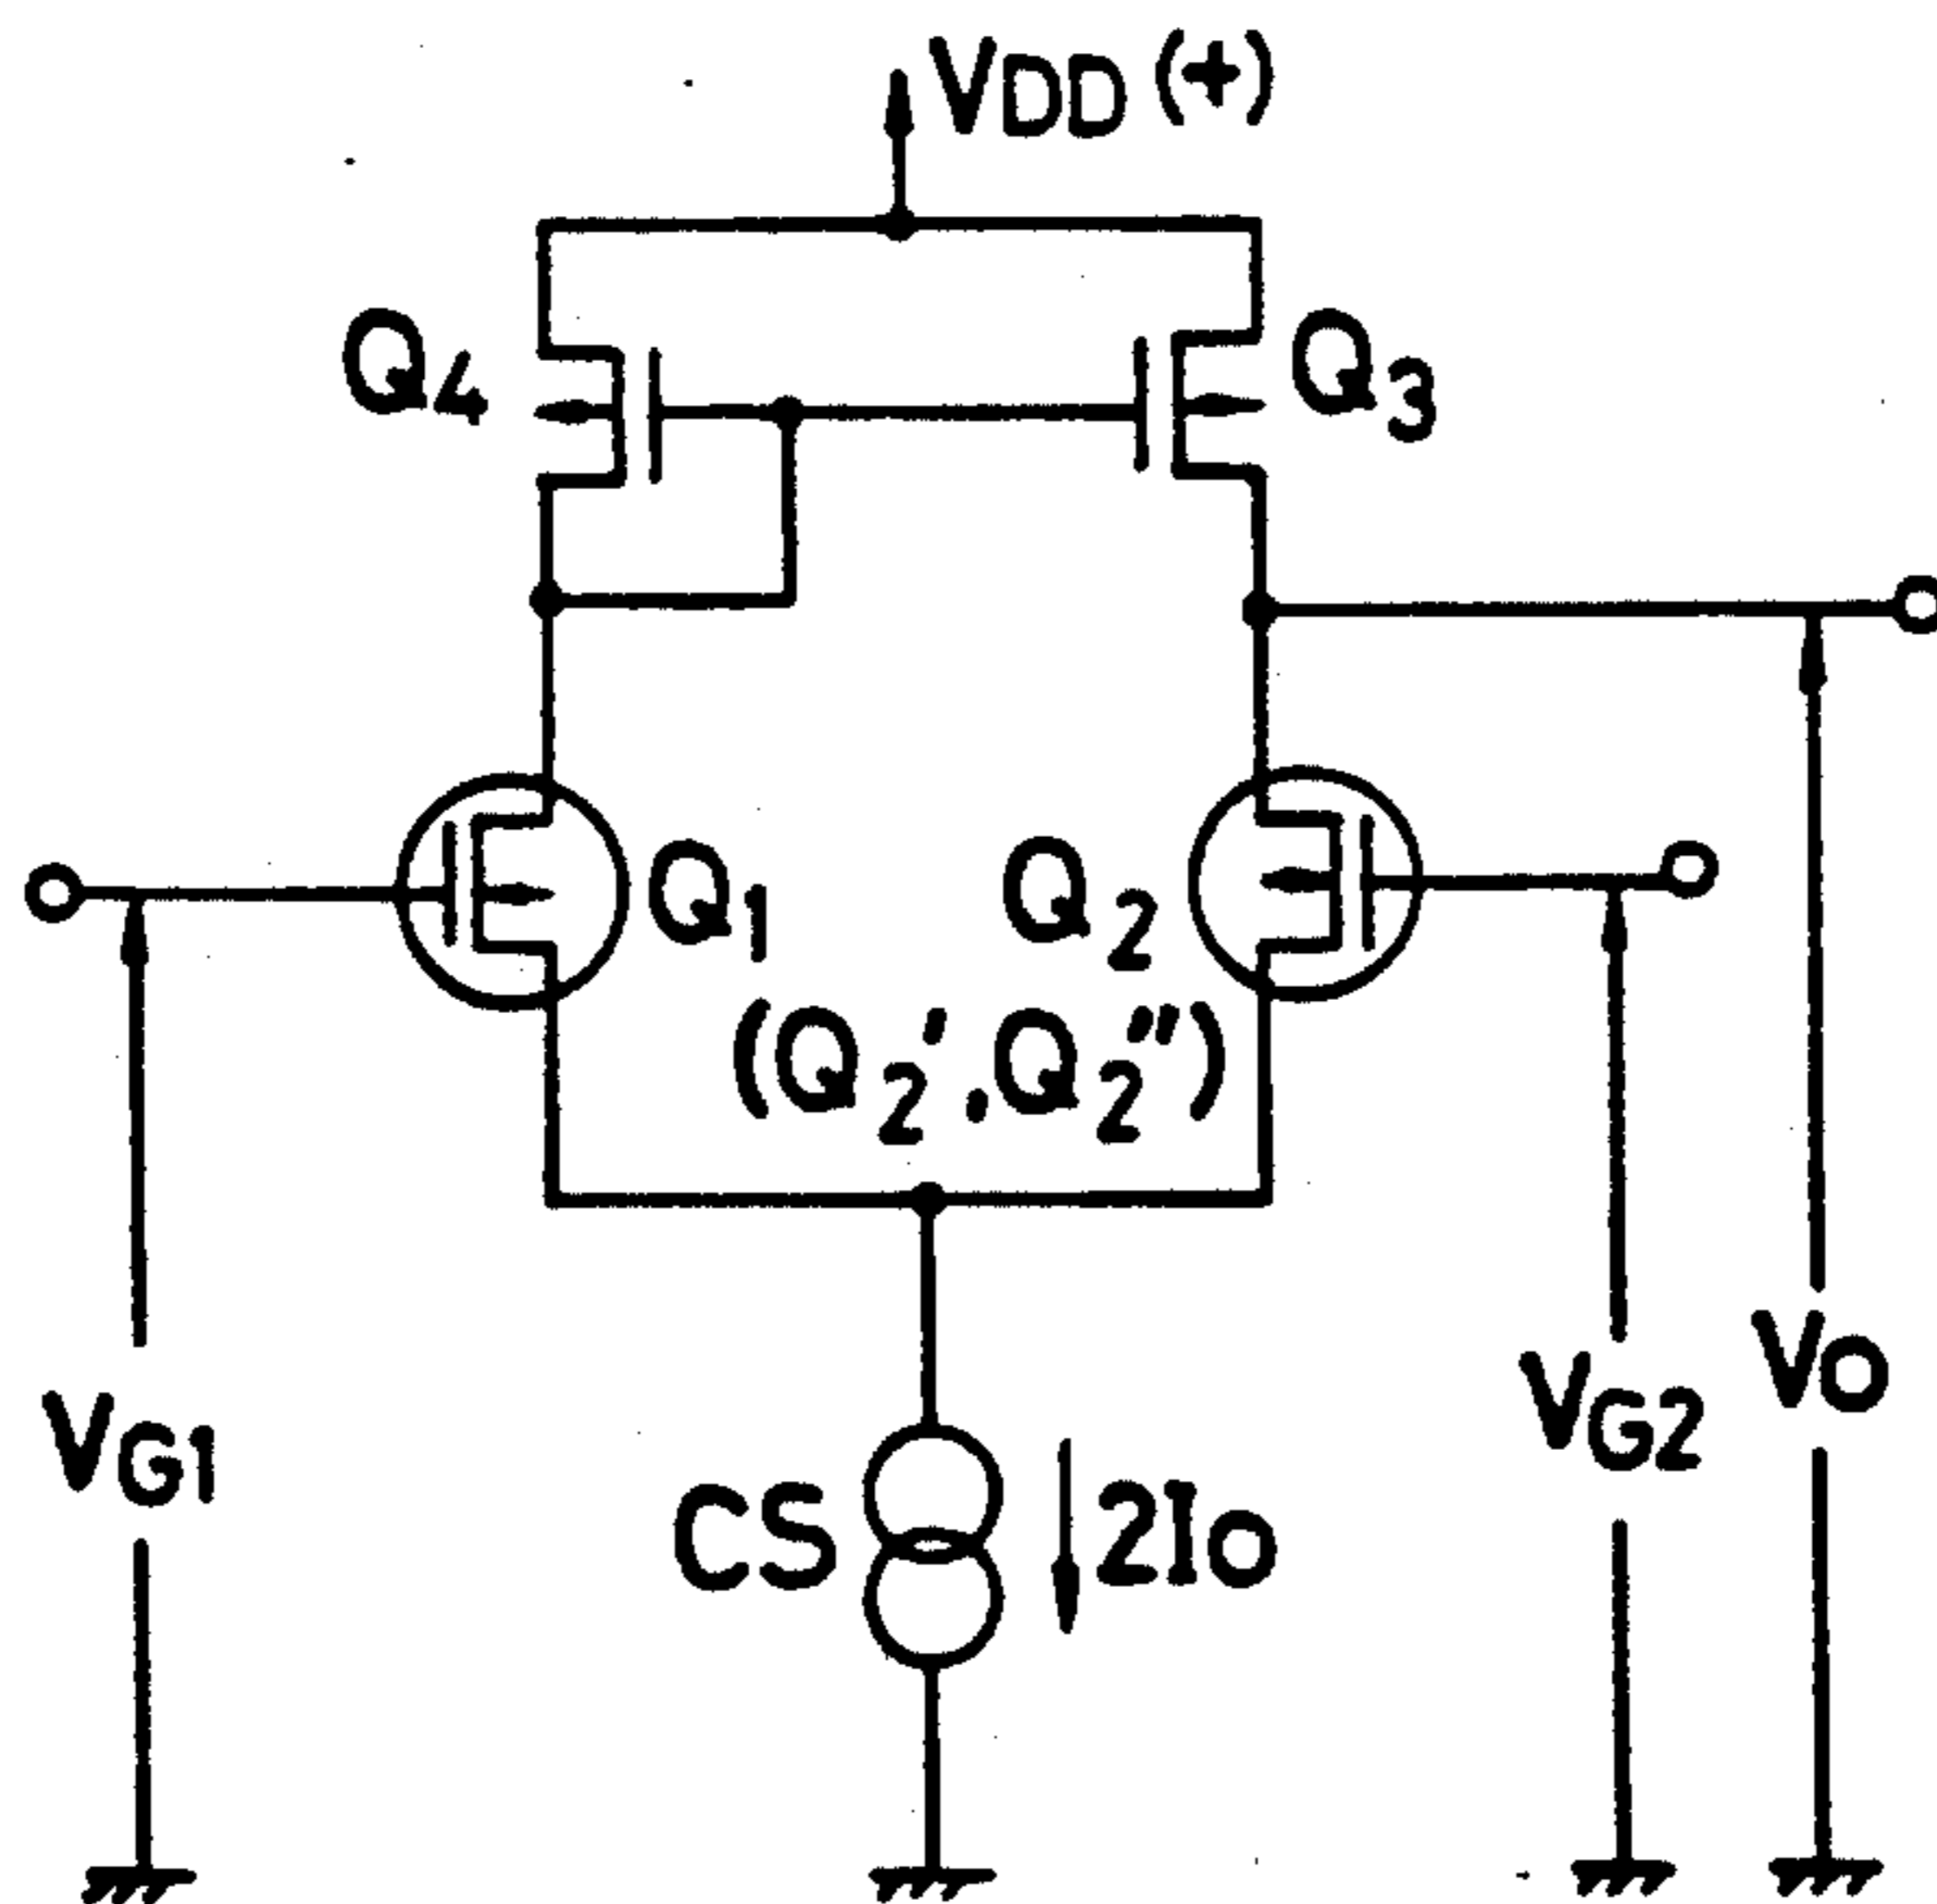 VDD (+)
Q4
Q3
Q1
Q2
(Q2', Q2'')
VG1
VG2
VO
CS
2IO